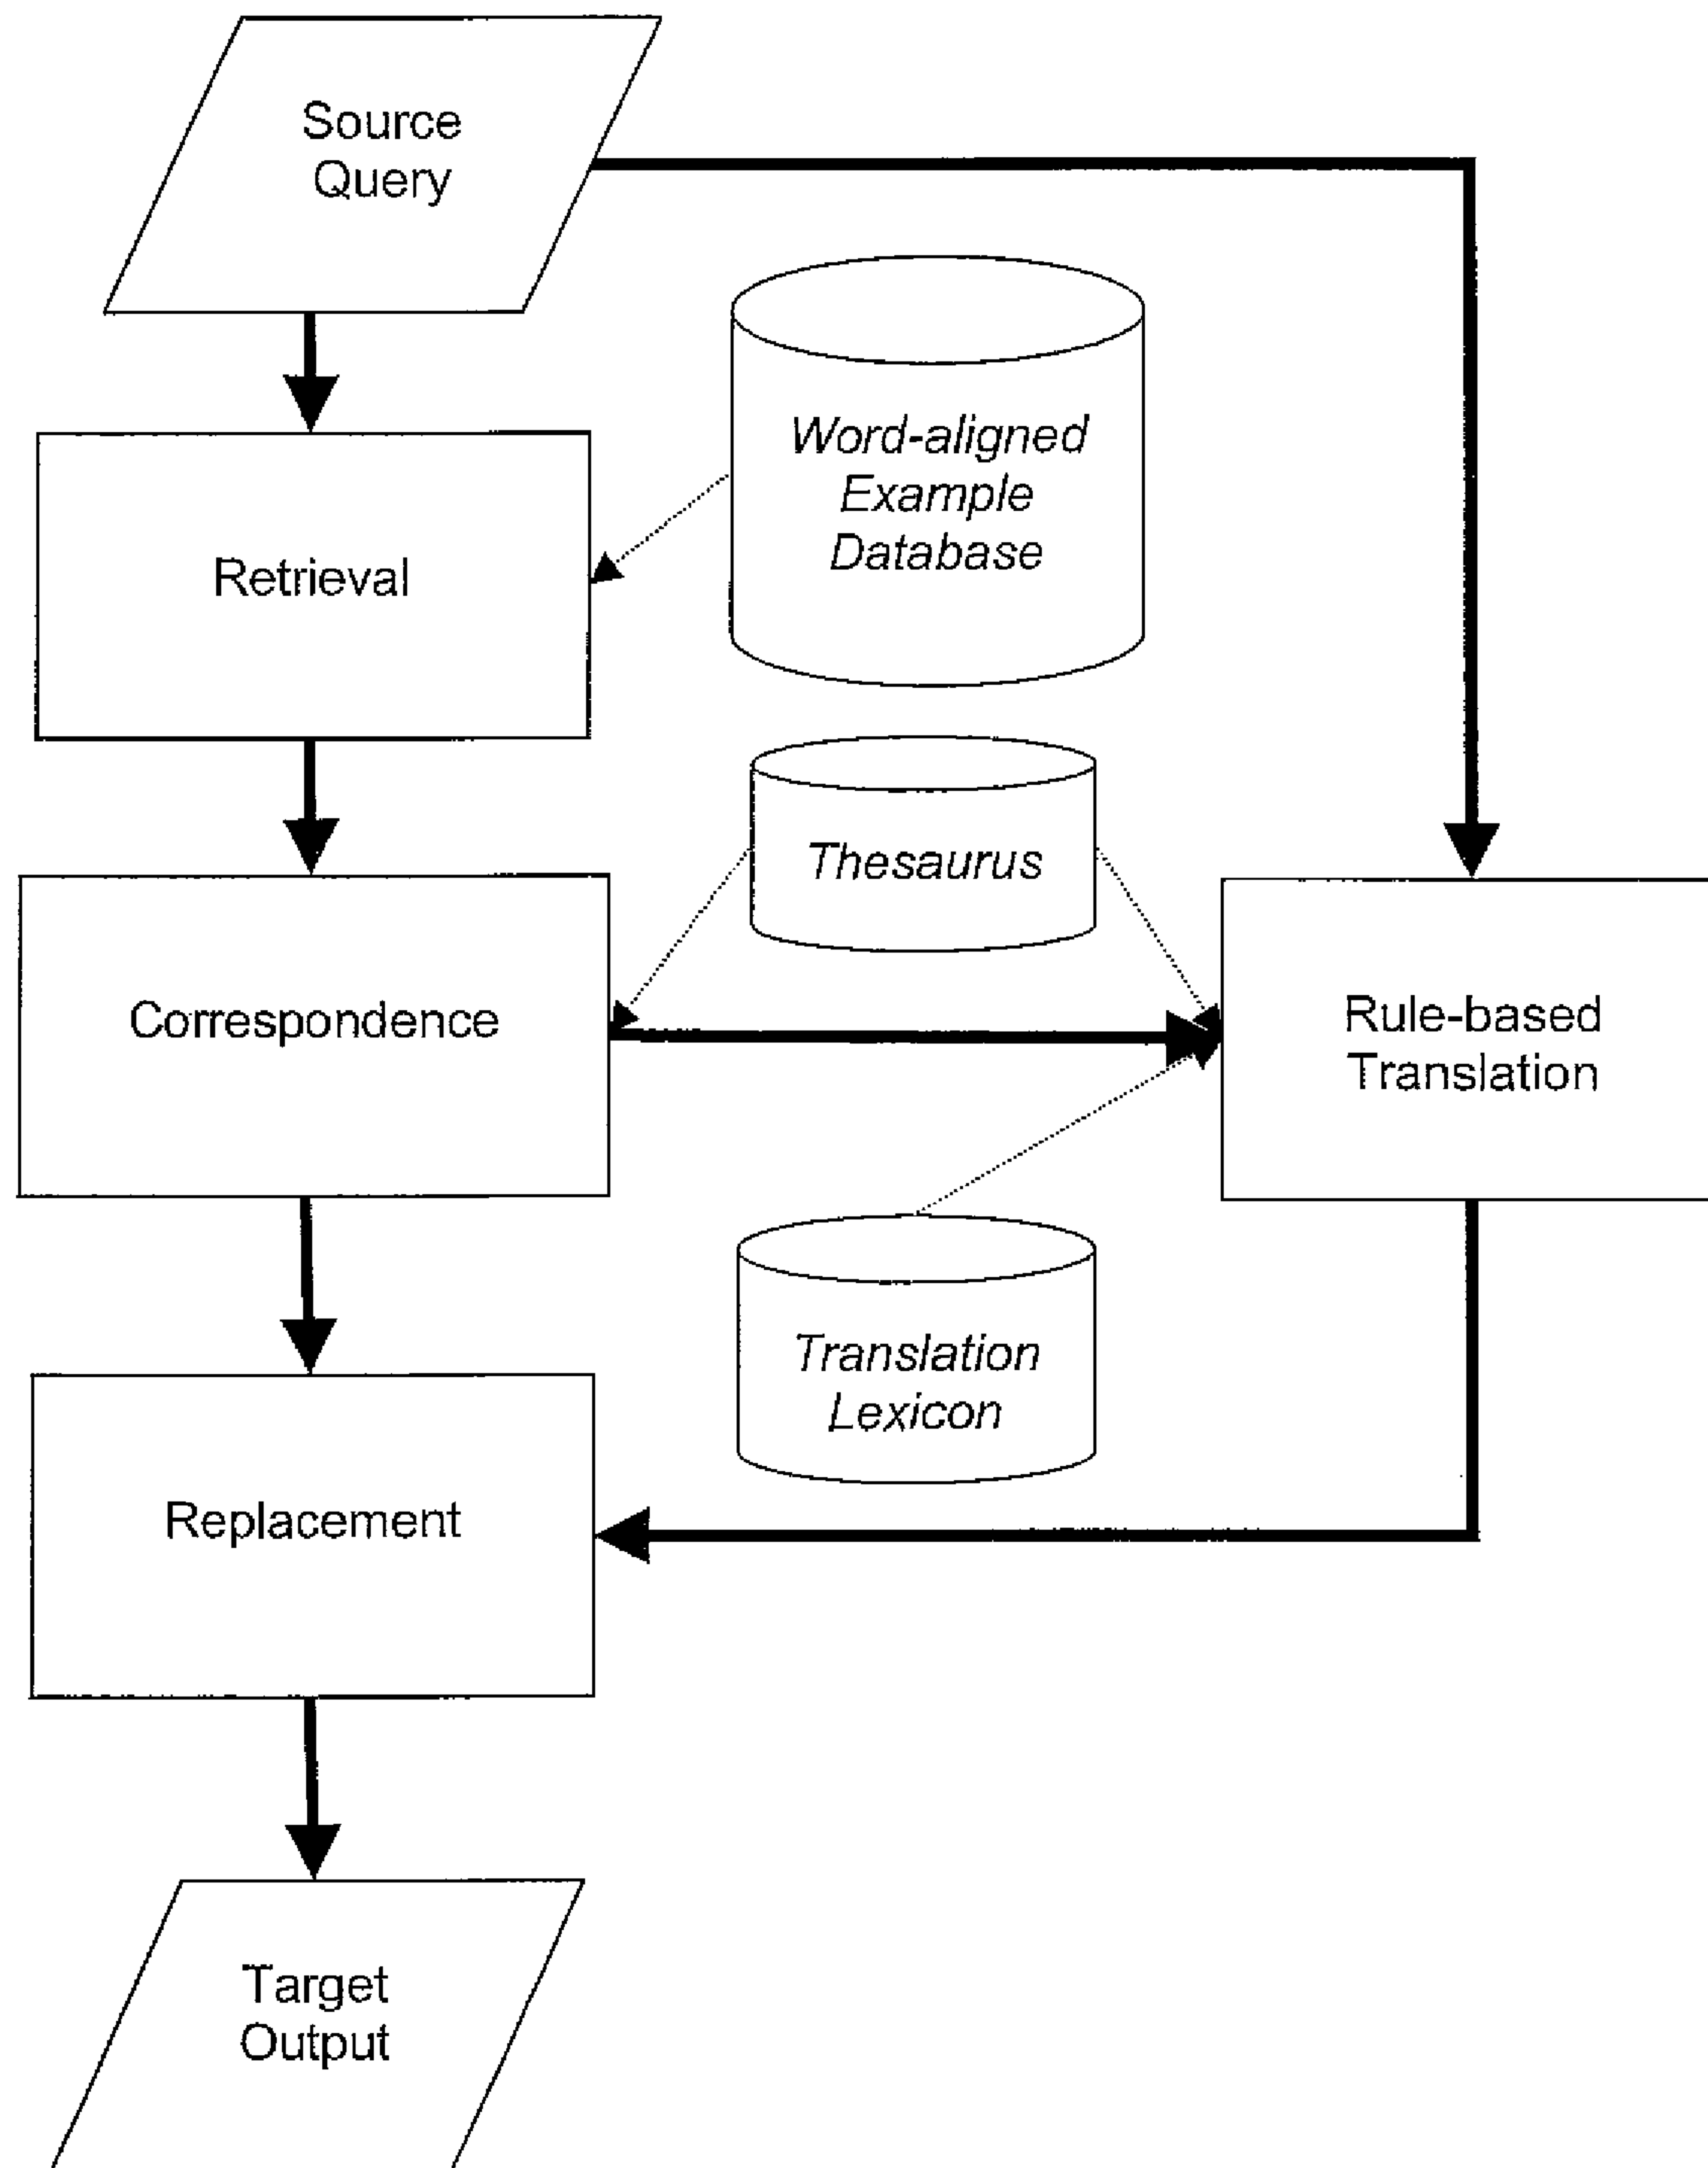 Source
Query
Word-aligned
Example
Database
Retrieval
Thesaurus
Correspondence
Rule-based
Translation
Translation
Lexicon
Replacement
Target
Output